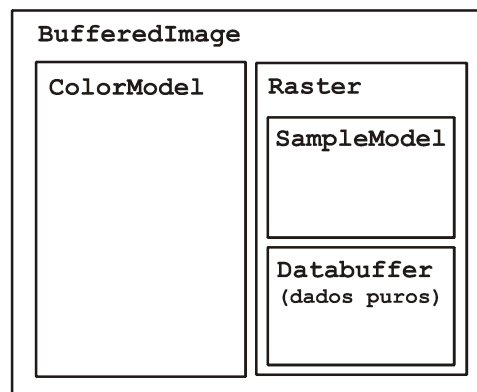 BufferedImage
ColorModel
Raster
SampleModel
Databuffer
(dados puros)